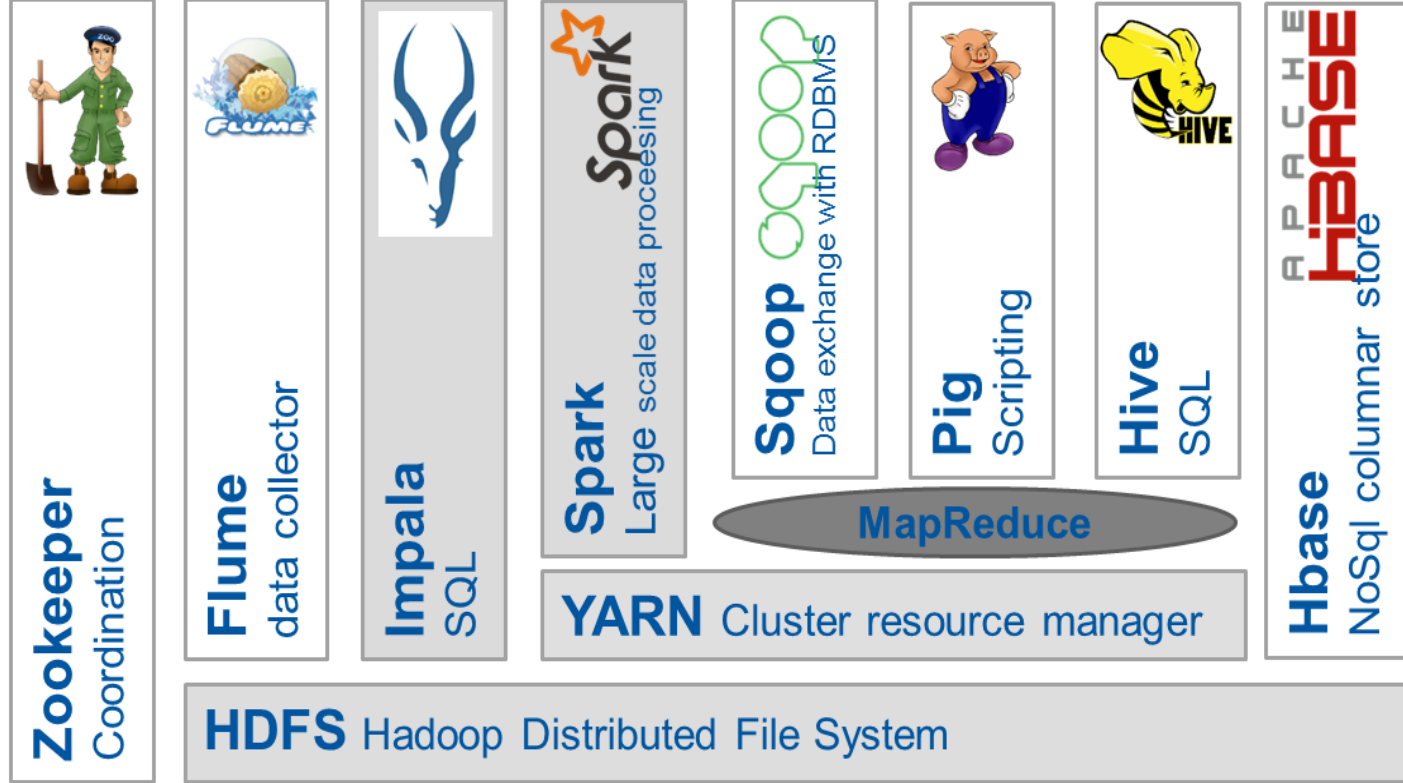 ZOO
Zookeeper
Coordination
FLUME
Flume
data collector
Impala
SQL
Spark
Spark
Large scale data proceesing
sqoop
Sqoop
Data exchange with RDBMS
Pig
Scripting
HIVE
Hive
SQL
APACHE
HBASE
Hbase
NoSql columnar store
MapReduce
YARN Cluster resource manager
HDFS Hadoop Distributed File System